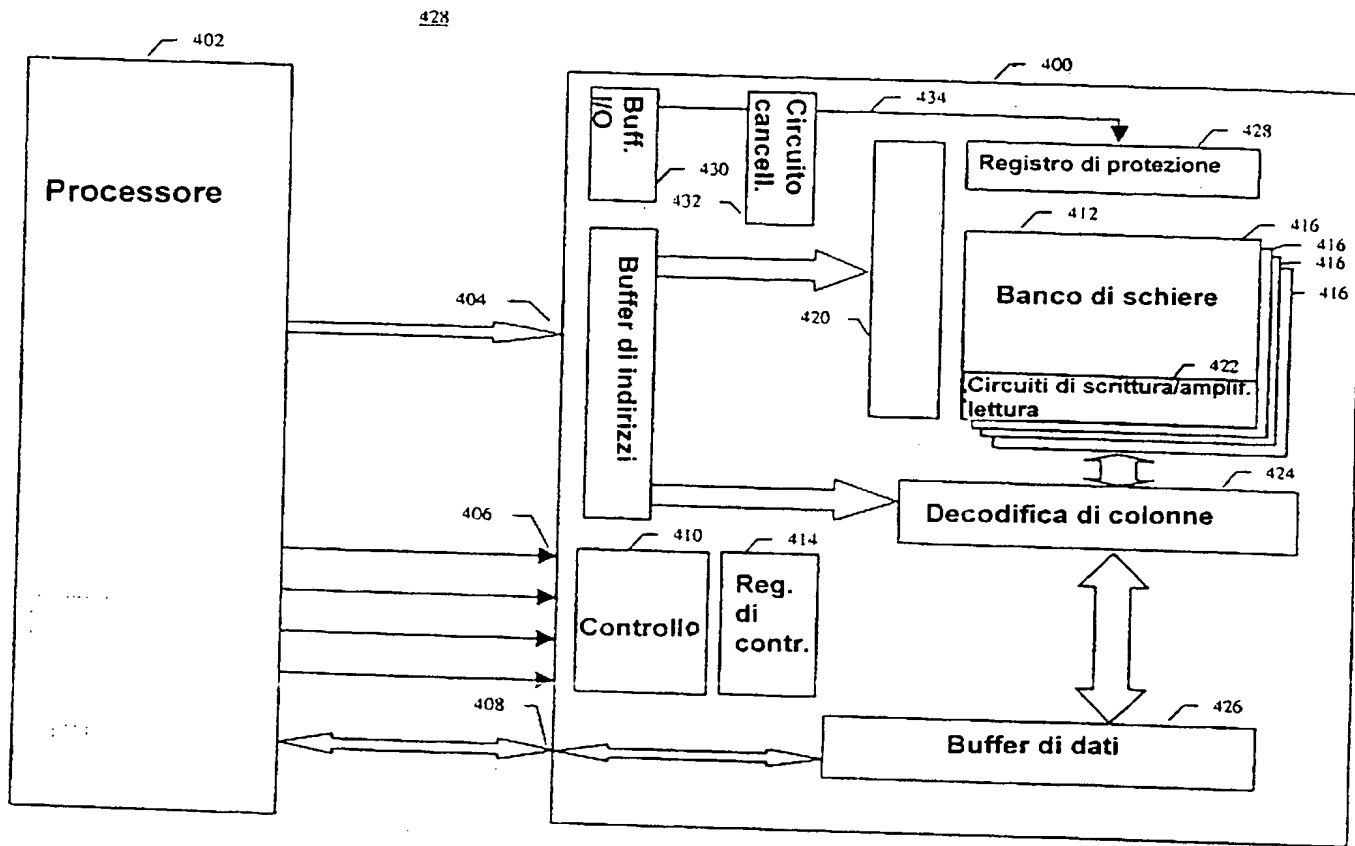 428
402
Processore
400
Buff.
I/O
430
Circuito
cancell.
432
434
428
Registro di protezione
412
416
416
416
416
Banco di schiere
422
Circuiti di scrittura/amplif.
lettura
404
Buffer di indirizzi
420
424
Decodifica di colonne
406
410
Controllo
414
Reg.
di
contr.
408
426
Buffer di dati